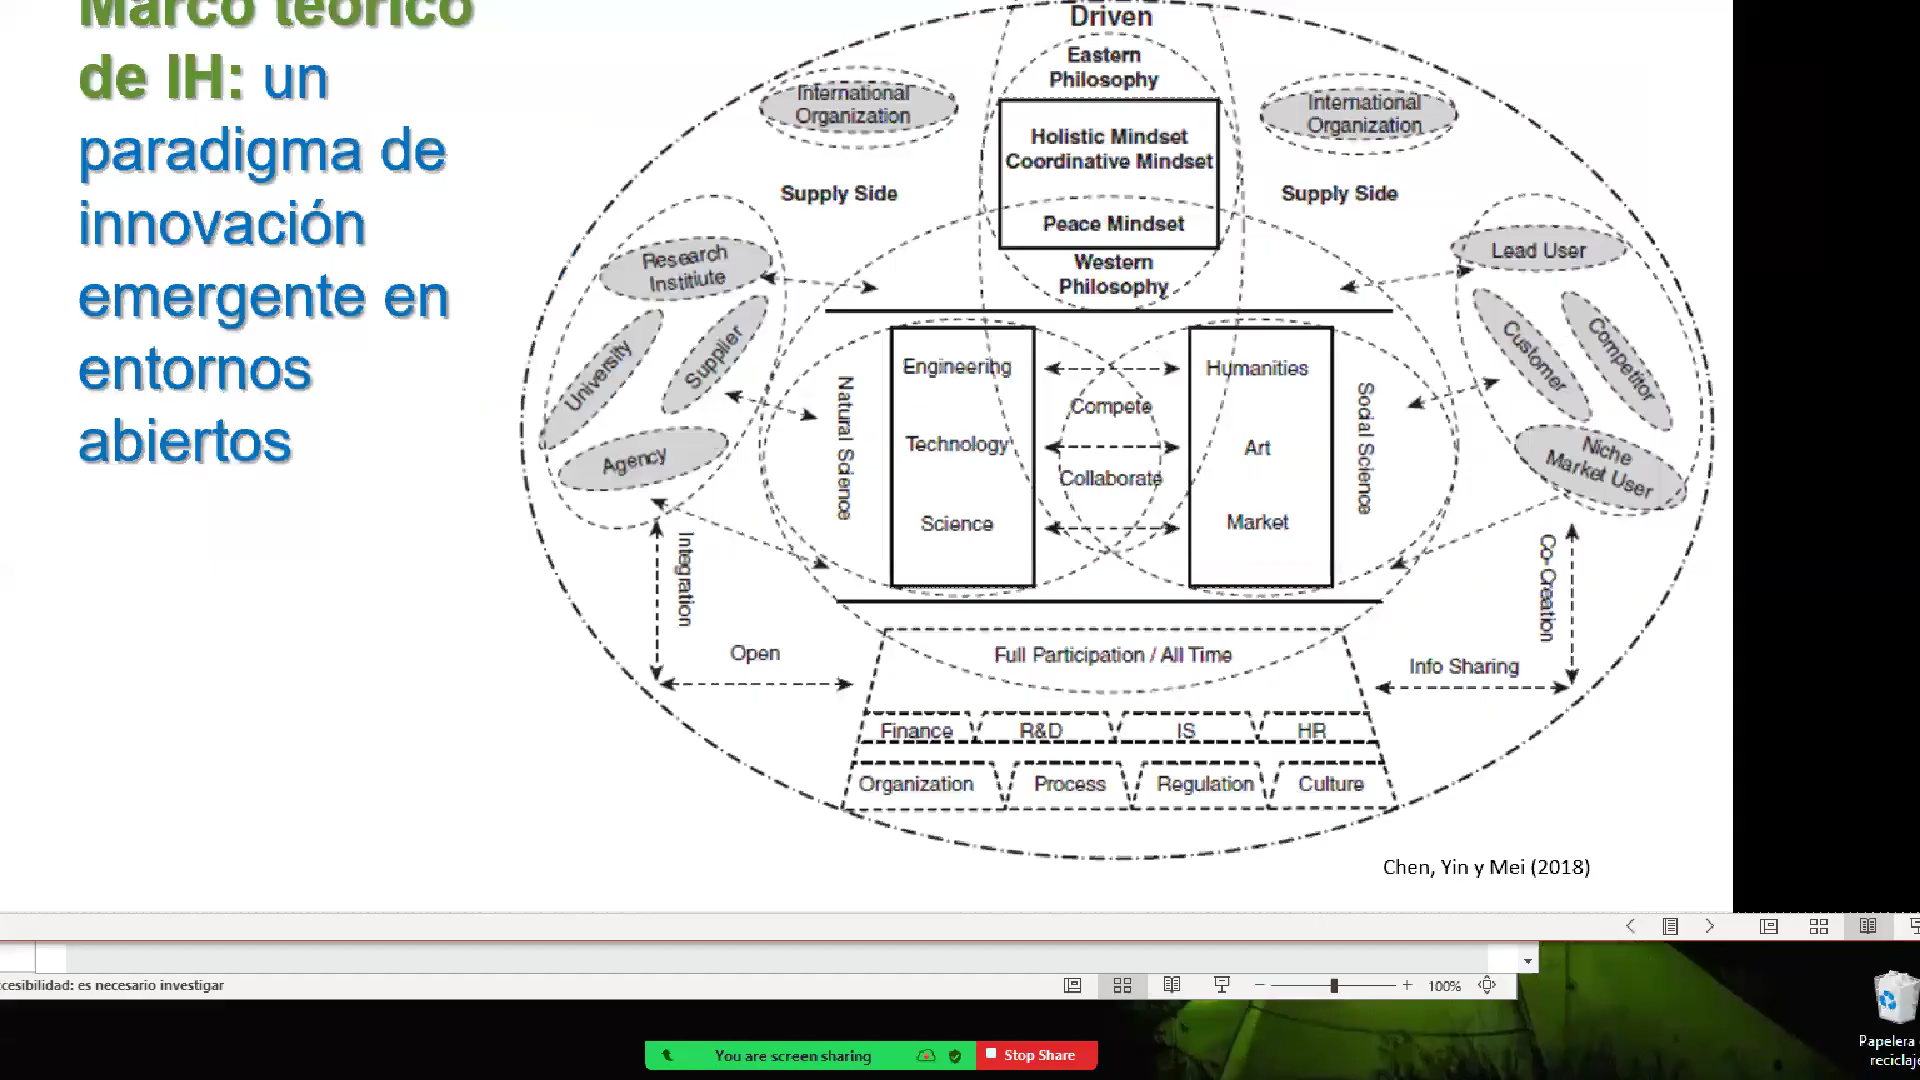 Marco teórico
de IH: un
paradigma de
innovación
emergente en
entornos
abiertos
Driven
Eastern
Philosophy
International
Organization
International
Organization
Holistic Mindset
Coordinative Mindset
Peace Mindset
Supply Side
Supply Side
Western
Philosophy
Research
Institiute
University
Supplier
Agency
Lead User
Customer
Competitor
Niche
Market User
Natural Science
Engineering
Technology
Science
Compete
Collaborate
Humanities
Art
Market
Social Science
Integration
Open
Co-Creation
Info Sharing
Full Participation / All Time
Finance
R&D
IS
HR
Organization
Process
Regulation
Culture
Chen, Yin y Mei (2018)
ccesibilidad: es necesario investigar
100%
You are screen sharing
Stop Share
Papelera
reciclaje